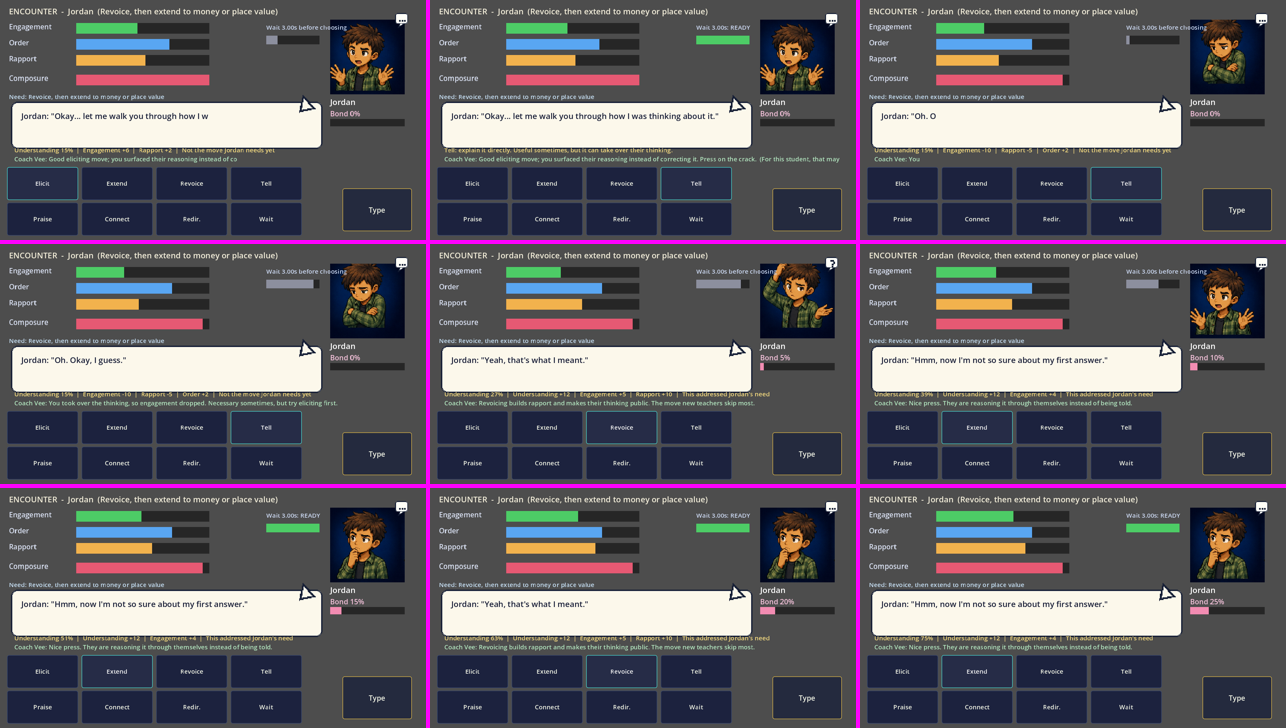 ENCOUNTER - Jordan (Revoice, then extend to money or place value)
Engagement
Wait 3.00s before choosing
...
Order
Rapport
Composure
Need: Revoice, then extend to money or place value
Jordan
Bond 0%
Jordan: "Okay... let me walk you through how I w
Understanding 15% | Engagement +6 | Rapport +2 | Not the move Jordan needs yet
Coach Vee: Good eliciting move; you surfaced their reasoning instead of co
Elicit Extend Revoice Tell
Praise Connect Redir. Wait
Type
ENCOUNTER - Jordan (Revoice, then extend to money or place value)
Engagement
Wait 3.00s: READY
...
Order
Rapport
Composure
Need: Revoice, then extend to money or place value
Jordan
Bond 0%
Jordan: "Okay... let me walk you through how I was thinking about it."
Tell: explain it directly. Useful sometimes, but it can take over their thinking.
Coach Vee: Good eliciting move; you surfaced their reasoning instead of correcting it. Press on the crack. (For this student, that may
Elicit Extend Revoice Tell
Praise Connect Redir. Wait
Type
ENCOUNTER - Jordan (Revoice, then extend to money or place value)
Engagement
Wait 3.00s before choosing
...
Order
Rapport
Composure
Need: Revoice, then extend to money or place value
Jordan
Bond 0%
Jordan: "Oh. O
Understanding 15% | Engagement -10 | Rapport -5 | Order +2 | Not the move Jordan needs yet
Coach Vee: You
Elicit Extend Revoice Tell
Praise Connect Redir. Wait
Type
ENCOUNTER - Jordan (Revoice, then extend to money or place value)
Engagement
Wait 3.00s before choosing
...
Order
Rapport
Composure
Need: Revoice, then extend to money or place value
Jordan
Bond 0%
Jordan: "Oh. Okay, I guess."
Understanding 15% | Engagement -10 | Rapport -5 | Order +2 | Not the move Jordan needs yet
Coach Vee: You took over the thinking, so engagement dropped. Necessary sometimes, but try eliciting first.
Elicit Extend Revoice Tell
Praise Connect Redir. Wait
Type
ENCOUNTER - Jordan (Revoice, then extend to money or place value)
Engagement
Wait 3.00s before choosing
?
Order
Rapport
Composure
Need: Revoice, then extend to money or place value
Jordan
Bond 5%
Jordan: "Yeah, that's what I meant."
Understanding 27% | Understanding +12 | Engagement +5 | Rapport +10 | This addressed Jordan's need
Coach Vee: Revoicing builds rapport and makes their thinking public. The move new teachers skip most.
Elicit Extend Revoice Tell
Praise Connect Redir. Wait
Type
ENCOUNTER - Jordan (Revoice, then extend to money or place value)
Engagement
Wait 3.00s before choosing
...
Order
Rapport
Composure
Need: Revoice, then extend to money or place value
Jordan
Bond 10%
Jordan: "Hmm, now I'm not so sure about my first answer."
Understanding 39% | Understanding +12 | Engagement +4 | This addressed Jordan's need
Coach Vee: Nice press. They are reasoning it through themselves instead of being told.
Elicit Extend Revoice Tell
Praise Connect Redir. Wait
Type
ENCOUNTER - Jordan (Revoice, then extend to money or place value)
Engagement
Wait 3.00s: READY
...
Order
Rapport
Composure
Need: Revoice, then extend to money or place value
Jordan
Bond 15%
Jordan: "Hmm, now I'm not so sure about my first answer."
Understanding 51% | Understanding +12 | Engagement +4 | This addressed Jordan's need
Coach Vee: Nice press. They are reasoning it through themselves instead of being told.
Elicit Extend Revoice Tell
Praise Connect Redir. Wait
Type
ENCOUNTER - Jordan (Revoice, then extend to money or place value)
Engagement
Wait 3.00s: READY
...
Order
Rapport
Composure
Need: Revoice, then extend to money or place value
Jordan
Bond 20%
Jordan: "Yeah, that's what I meant."
Understanding 63% | Understanding +12 | Engagement +5 | Rapport +10 | This addressed Jordan's need
Coach Vee: Revoicing builds rapport and makes their thinking public. The move new teachers skip most.
Elicit Extend Revoice Tell
Praise Connect Redir. Wait
Type
ENCOUNTER - Jordan (Revoice, then extend to money or place value)
Engagement
Wait 3.00s: READY
...
Order
Rapport
Composure
Need: Revoice, then extend to money or place value
Jordan
Bond 25%
Jordan: "Hmm, now I'm not so sure about my first answer."
Understanding 75% | Understanding +12 | Engagement +4 | This addressed Jordan's need
Coach Vee: Nice press. They are reasoning it through themselves instead of being told.
Elicit Extend Revoice Tell
Praise Connect Redir. Wait
Type